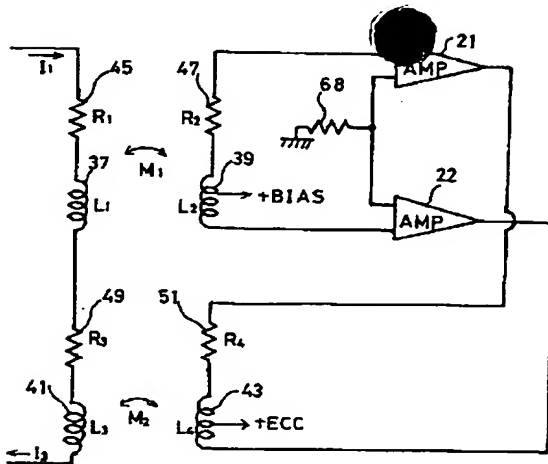 45
47
21
I₁
68
AMP
R₁
R₂
37
39
M₁
22
L₁
L₂
+BIAS
AMP
49
51
R₃
R₄
41
43
M₂
L₃
L₄
+ECC
I₂